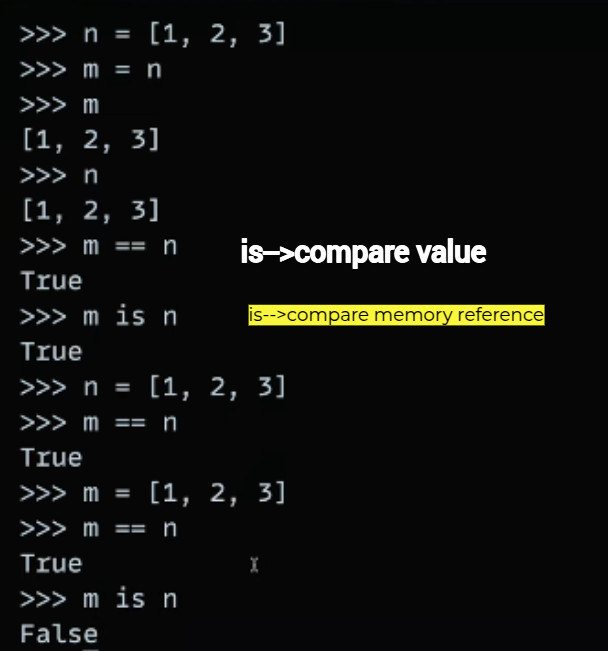 >>> n = [1, 2, 3]
>>> m = n
>>> m
[1, 2, 3]
>>> n
[1, 2, 3]
>>> m == n
is-->compare value
True
>>> m is n
is-->compare memory reference
True
>>> n = [1, 2, 3]
>>> m == n
True
>>> m = [1, 2, 3]
>>> m == n
True
>>> m is n
False